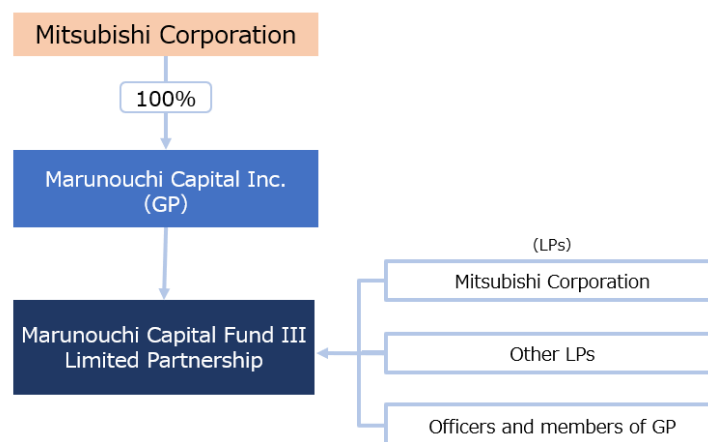 Mitsubishi Corporation
100%
Marunouchi Capital Inc.
(GP)
(LPs)
Mitsubishi Corporation
Marunouchi Capital Fund III
Limited Partnership
Other LPs
Officers and members of GP